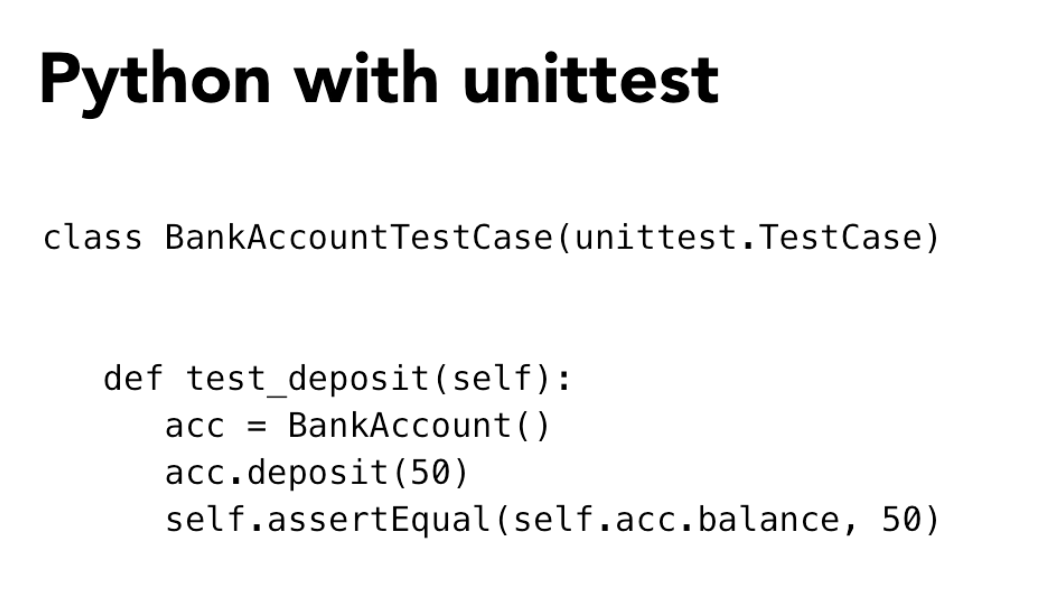 Python with unittest
class BankAccountTestCase(unittest.TestCase)
def test_deposit(self):
acc = BankAccount()
acc.deposit(50)
self.assertEqual(self.acc.balance, 50)